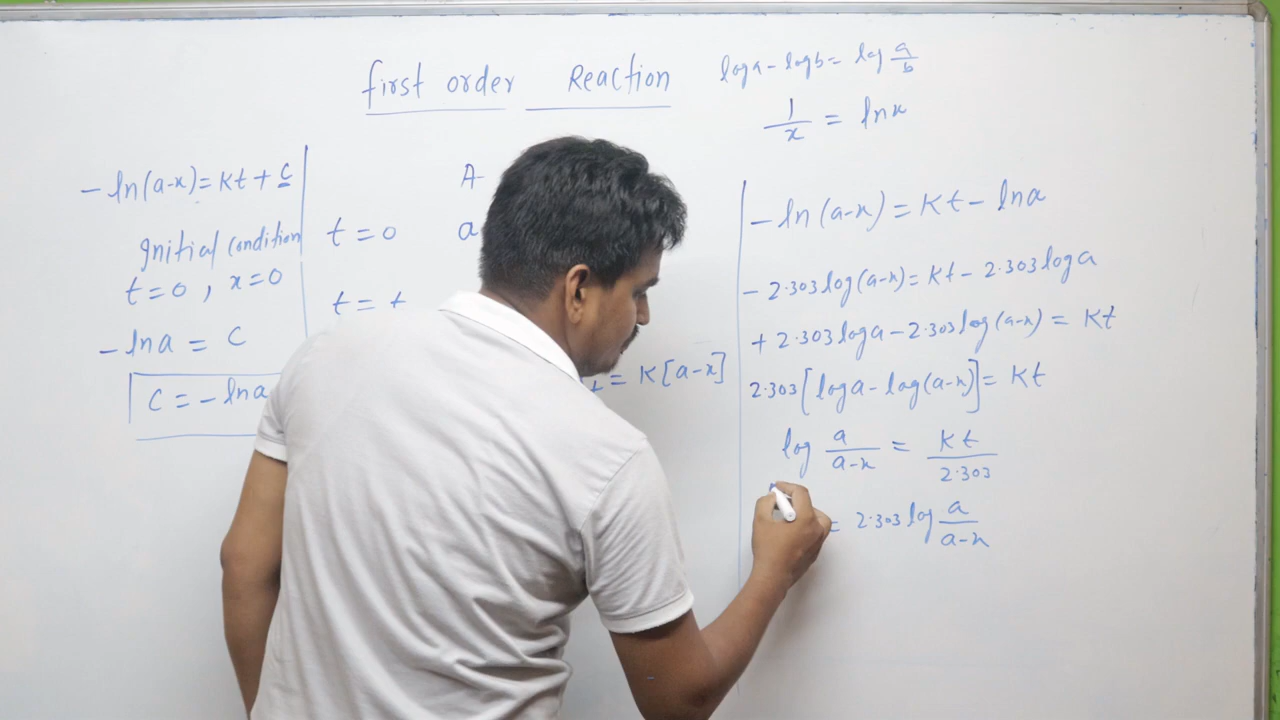 first order Reaction
log a - log b = log a/b
1/x = ln x
- ln(a-x) = Kt + C
Initial condition
t = 0 , x = 0
- ln a = C
C = - ln a
A
t = 0 a
t = t
= K[a-x]
- ln(a-x) = Kt - ln a
- 2.303 log(a-x) = Kt - 2.303 log a
+ 2.303 log a - 2.303 log(a-x) = Kt
2.303[log a - log(a-x)] = Kt
log a/a-x = Kt/2.303
= 2.303 log a/a-x